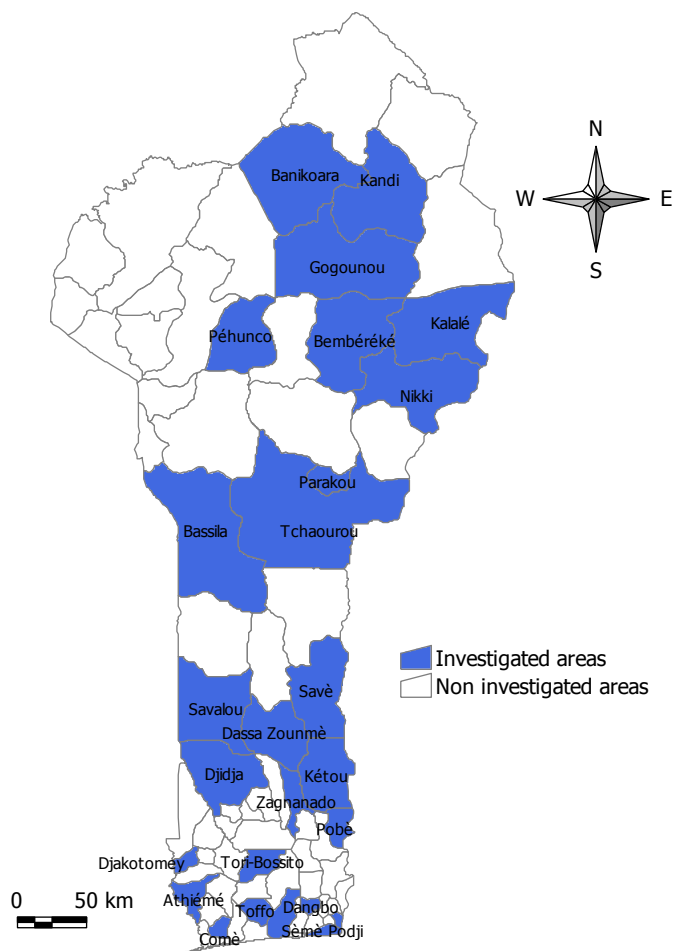 N
Banikoara
Kandi
W
E
S
Gogounou
Kalalé
Péhunco
Bembéréké
Nikki
Parakou
Bassila
Tchaourou
Investigated areas
Non investigated areas
Savè
Savalou
Dassa Zounmè
Djidja
Kétou
Zagnanado
Pobè
Djakotomey
Tori-Bossito
Athiémé
0
50 km
Toffo
Dangbo
Sèmè Podji
Comè